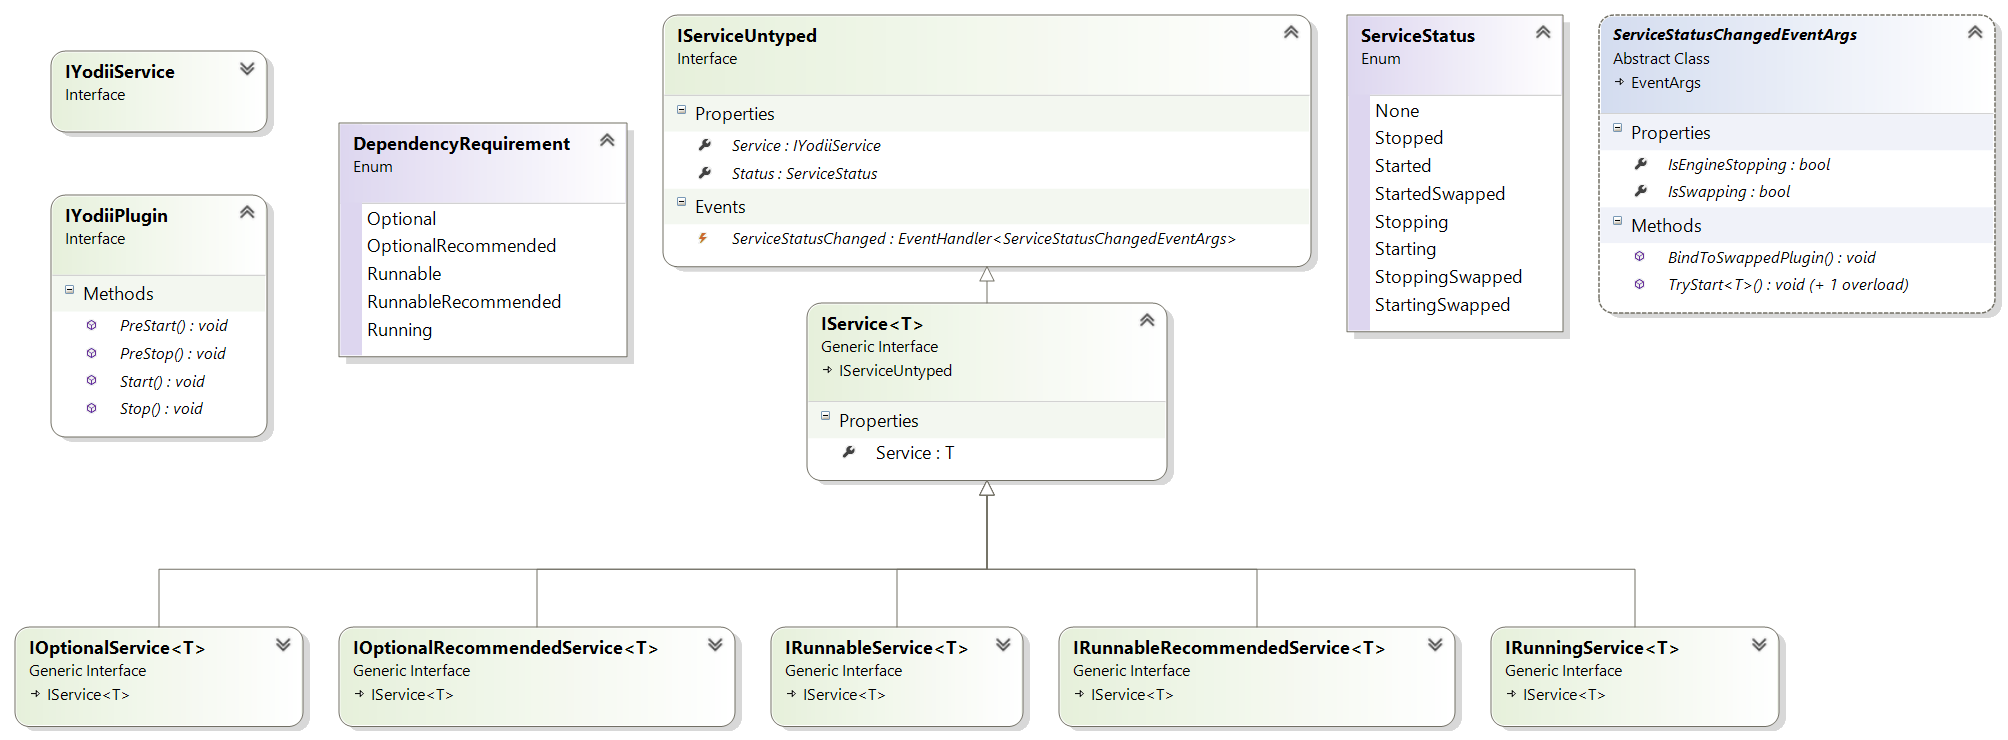 IYodiiService
Interface
IYodiiPlugin
Interface
Methods
PreStart() : void
PreStop() : void
Start() : void
Stop() : void
DependencyRequirement
Enum
Optional
OptionalRecommended
Runnable
RunnableRecommended
Running
IServiceUntyped
Interface
Properties
Service : IYodiiService
Status : ServiceStatus
Events
ServiceStatusChanged : EventHandler<ServiceStatusChangedEventArgs>
IService<T>
Generic Interface
IServiceUntyped
Properties
Service : T
ServiceStatus
Enum
None
Stopped
Started
StartedSwapped
Stopping
Starting
StoppingSwapped
StartingSwapped
ServiceStatusChangedEventArgs
Abstract Class
EventArgs
Properties
IsEngineStopping : bool
IsSwapping : bool
Methods
BindToSwappedPlugin() : void
TryStart<T>() : void (+ 1 overload)
IOptionalService<T>
Generic Interface
IService<T>
IOptionalRecommendedService<T>
Generic Interface
IService<T>
IRunnableService<T>
Generic Interface
IService<T>
IRunnableRecommendedService<T>
Generic Interface
IService<T>
IRunningService<T>
Generic Interface
IService<T>